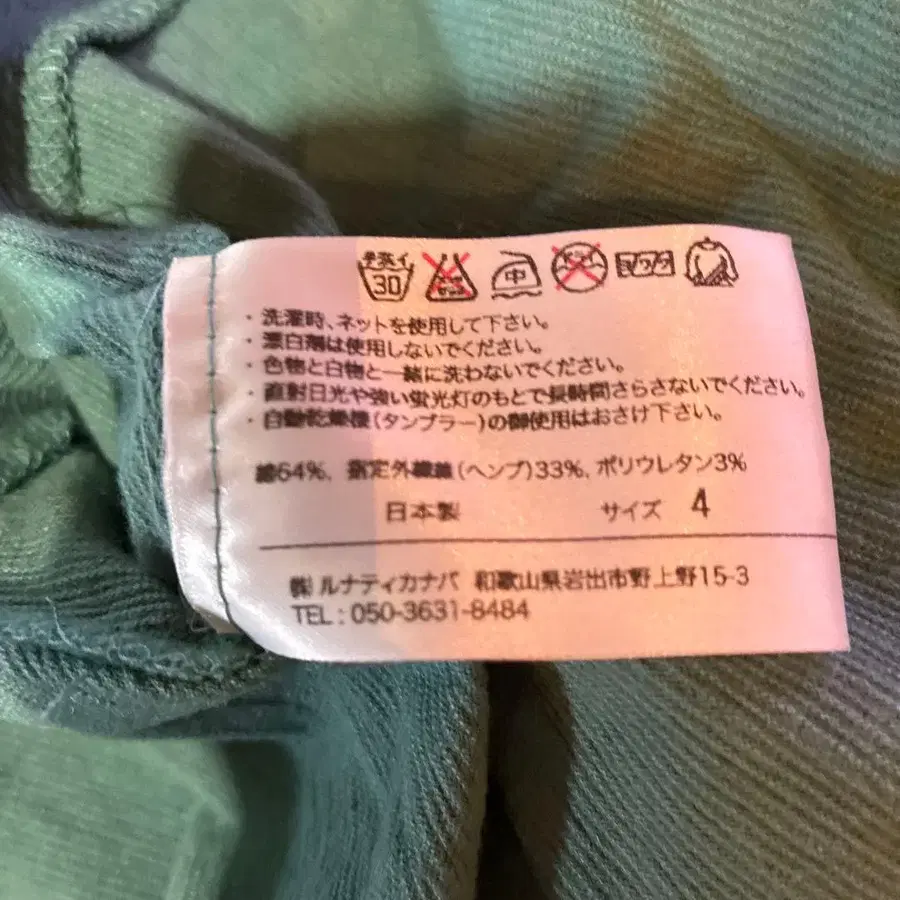 手洗イ 30 中
・洗濯時、ネットを使用して下さい。
・漂白剤は使用しないでください。
・色物と白物と一緒に洗わないでください。
・直射日光や強い蛍光灯のもとで長時間さらさないでください。
・自動乾燥機(タンブラー)の御使用はおさけ下さい。
綿64%、指定外繊維(ヘンプ)33%、ポリウレタン3%
日本製 サイズ 4
㈱ ルナティカナパ 和歌山県岩出市野上野15-3
TEL : 050-3631-8484